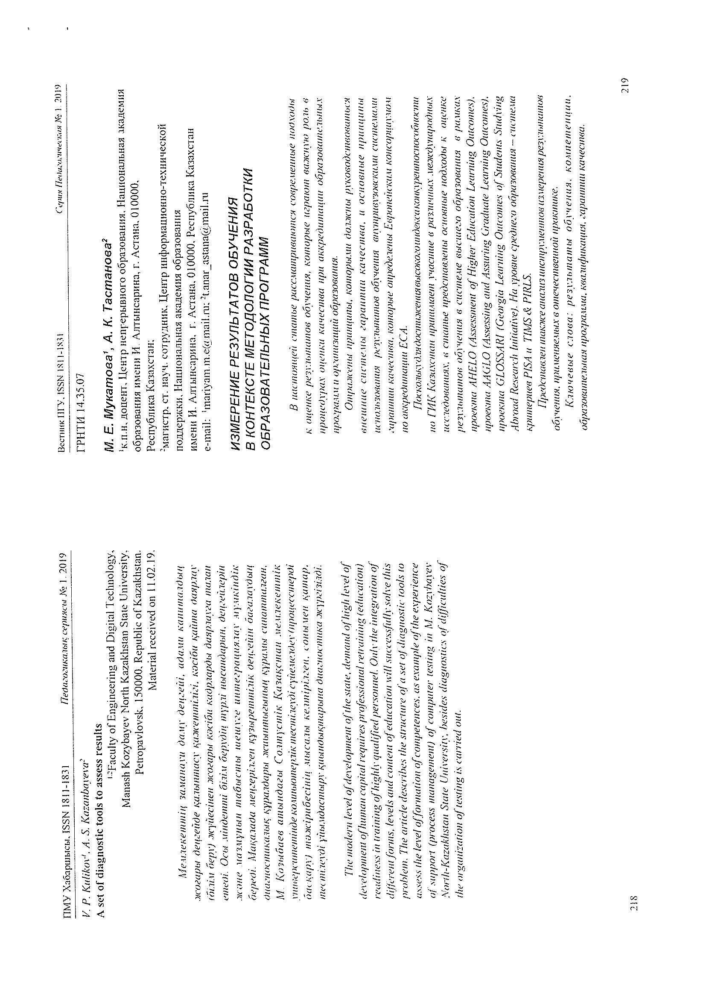 ПМУ Хабаршысы, ISSN 1811-1831 Педагогикалық сериясы № 1. 2019
V. P. Kulikov¹, A. S. Kazanbayeva²
A set of diagnostic tools to assess results
¹,²Faculty of Engineering and Digital Technology,
Manash Kozybayev North Kazakhstan State University,
Petropavlovsk, 150000, Republic of Kazakhstan.
Material received on 11.02.19.
Мемлекеттің заманауи даму деңгейі, адами капиталдың
жоғары деңгейде қалыптасу қажеттілігі, кәсіби қайта даярлау
(білім беру) жүйесінен жоғары кәсіби кадрларды даярлауға талап
етеді. Осы міндетті білім берудің түрлі нысандарын, деңгейлерін
және мазмұнын табысты шешуге интеграциялау мүмкіндік
береді. Мақалада меңгерілген құзыреттілік деңгейін бағалаудың
диагностикалық құралдары жиынтығының құрамы сипатталған,
М. Қозыбаев атындағы Солтүстік Қазақстан мемлекеттік
университетінде компьютерлік тестілеуді сүйемелдеу (процесстерді
басқару) тәжірибесінің мысалы келтірілген, сонымен қатар,
тестілеуді ұйымдастыру қиындықтарына диагностика жүргізілді.
The modern level of development of the state, demand of high level of
development of human capital requires professional retraining (education)
readiness in training of highly qualified personnel. Only the integration of
different forms, levels and content of education will successfully solve this
problem. The article describes the structure of a set of diagnostic tools to
assess the level of formation of competences, as example of the experience
of support (process management) of computer testing in M. Kozybayev
North-Kazakhstan State University, besides diagnostics of difficulties of
the organization of testing is carried out.
218
Вестник ПГУ, ISSN 1811-1831 Серия Педагогическая № 1. 2019
ГРНТИ 14.35.07
М. Е. Мукатова¹, А. К. Тастанова²
¹к.п.н, доцент, Центр непрерывного образования, Национальная академия
образования имени И. Алтынсарина, г. Астана, 010000,
Республика Казахстан;
²магистр, ст. науч. сотрудник, Центр информационно-технической
поддержки, Национальная академия образования
имени И. Алтынсарина, г. Астана, 010000, Республика Казахстан
e-mail: ¹mariyam.m.e@mail.ru; ²t.anar_astana@mail.ru
ИЗМЕРЕНИЕ РЕЗУЛЬТАТОВ ОБУЧЕНИЯ
В КОНТЕКСТЕ МЕТОДОЛОГИИ РАЗРАБОТКИ
ОБРАЗОВАТЕЛЬНЫХ ПРОГРАММ
В настоящей статье рассматриваются современные подходы
к оценке результатов обучения, которые играют важную роль в
процедурах оценки качества при аккредитации образовательных
программ и организаций образования.
Отражены принципы, которыми должны руководствоваться
внешние системы гарантии качества, и основные принципы
использования результатов обучения внутривузовскими системами
гарантии качества, которые определены Европейским консорциумом
по аккредитации ECA.
Поскольку для достижения высокого индекса конкурентоспособности
по ГИК Казахстан принимает участие в различных международных
исследованиях, в статье представлены основные подходы к оценке
результатов обучения в системе высшего образования в рамках
проекта AHELO (Assessment of Higher Education Learning Outcomes),
проекта AAGLO (Assessing and Assuring Graduate Learning Outcomes),
проекта GLOSSARI (Georgia Learning Outcomes of Students Studying
Abroad Research Initiative). На уровне среднего образования – система
критериев PISA и TIMS & PIRLS.
Представлен также анализ инструментов измерения результатов
обучения, применяемых в отечественной практике.
Ключевые слова: результаты обучения, компетенции,
образовательная программа, квалификация, гарантии качества.
219